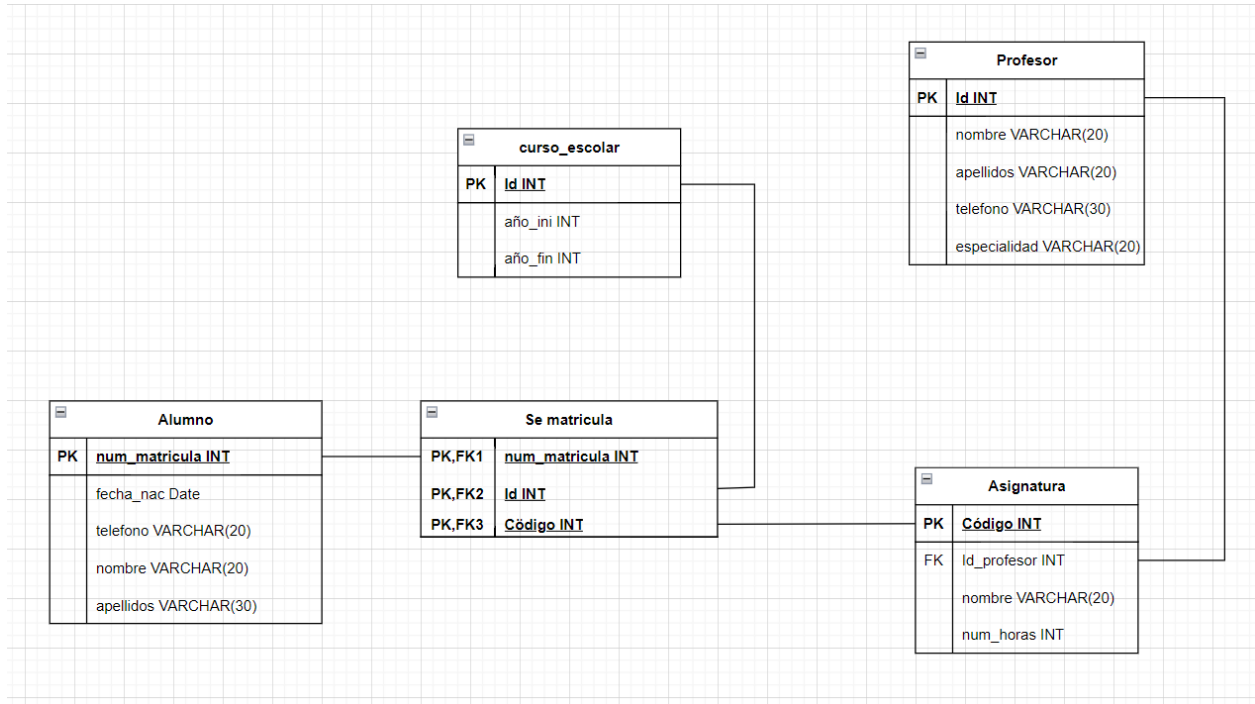 Profesor
PK Id INT
nombre VARCHAR(20)
apellidos VARCHAR(20)
telefono VARCHAR(30)
especialidad VARCHAR(20)
curso_escolar
PK Id INT
año_ini INT
año_fin INT
Alumno
PK num_matricula INT
fecha_nac Date
telefono VARCHAR(20)
nombre VARCHAR(20)
apellidos VARCHAR(30)
Se matricula
PK,FK1 num_matricula INT
PK,FK2 Id INT
PK,FK3 Cödigo INT
Asignatura
PK Código INT
FK Id_profesor INT
nombre VARCHAR(20)
num_horas INT